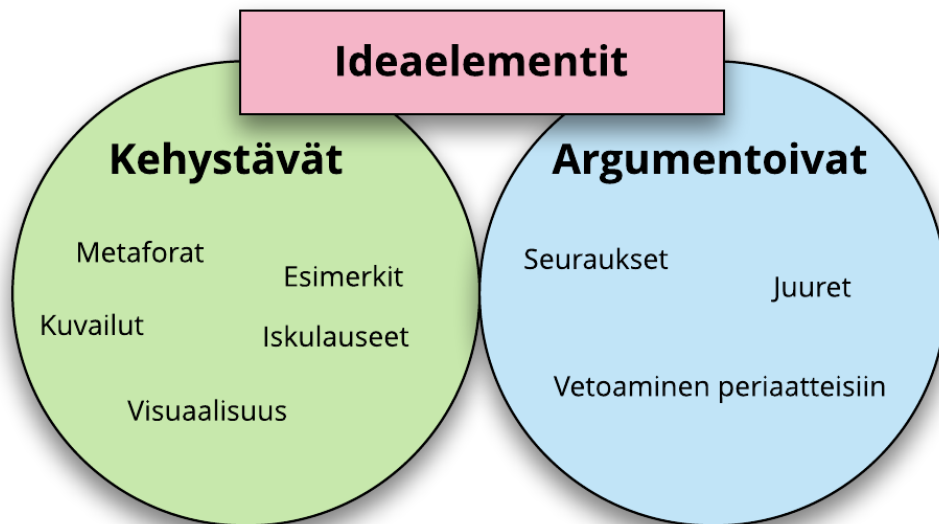 Ideaelementit
Kehystävät
Metaforat
Esimerkit
Kuvailut
Iskulauseet
Visuaalisuus
Argumentoivat
Seuraukset
Juuret
Vetoaminen periaatteisiin